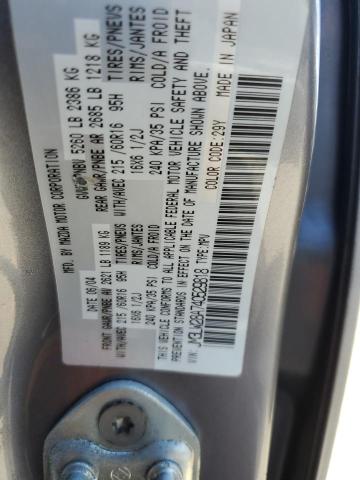 MFD. BY MAZDA MOTOR CORPORATION
06/04 GVWR/PNBV 5260 LB 2386 KG
FRONT GAWR/PNBE AV 2621 LB 1189 KG REAR GAWR/PNBE AR 2685 LB 1218 KG
WITH/AVEC 215 /60R16 95H TIRES/PNEUS WITH/AVEC 215 /60R16 95H TIRES/PNEUS
16X6 1/2J RIMS/JANTES 16X6 1/2J RIMS/JANTES
240 KPA/35 PSI COLD/A FROID 240 KPA/35 PSI COLD/A FROID
THIS VEHICLE CONFORMS TO ALL APPLICABLE FEDERAL MOTOR VEHICLE SAFETY AND THEFT
PREVENTION STANDARDS IN EFFECT ON THE DATE OF MANUFACTURE SHOWN ABOVE.
VIN: TYPE:MPV COLOR CODE:29Y MADE IN JAPAN